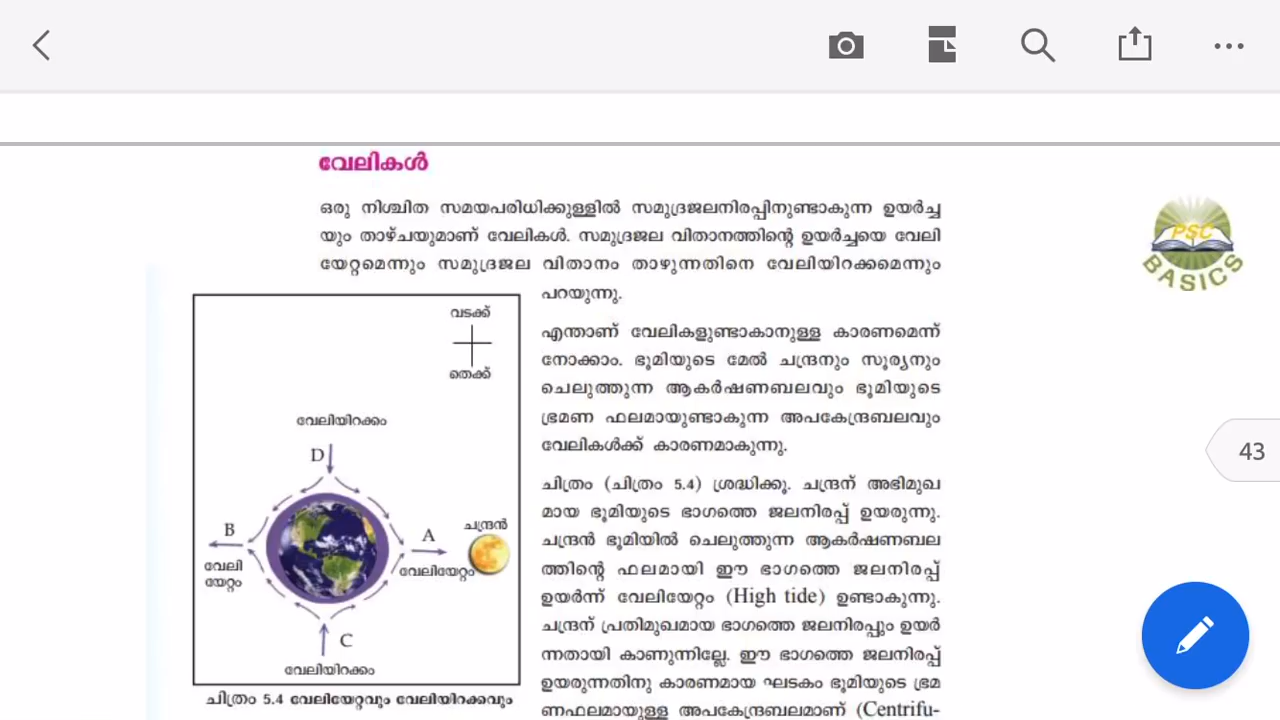 വേലികൾ
ഒരു നിശ്ചിത സമയപരിധിക്കുള്ളിൽ സമുദ്രജലനിരപ്പിനുണ്ടാകുന്ന ഉയർച്ച
യും താഴ്ചയുമാണ് വേലികൾ. സമുദ്രജല വിതാനത്തിന്റെ ഉയർച്ചയെ വേലി
യേറ്റമെന്നും സമുദ്രജല വിതാനം താഴുന്നതിനെ വേലിയിറക്കമെന്നും
പറയുന്നു.
എന്താണ് വേലികളുണ്ടാകാനുള്ള കാരണമെന്ന്
നോക്കാം. ഭൂമിയുടെ മേൽ ചന്ദ്രനും സൂര്യനും
ചെലുത്തുന്ന ആകർഷണബലവും ഭൂമിയുടെ
ഭ്രമണ ഫലമായുണ്ടാകുന്ന അപകേന്ദ്രബലവും
വേലികൾക്ക് കാരണമാകുന്നു.
ചിത്രം (ചിത്രം 5.4) ശ്രദ്ധിക്കൂ. ചന്ദ്രന് അഭിമുഖ
മായ ഭൂമിയുടെ ഭാഗത്തെ ജലനിരപ്പ് ഉയരുന്നു.
ചന്ദ്രൻ ഭൂമിയിൽ ചെലുത്തുന്ന ആകർഷണബല
ത്തിന്റെ ഫലമായി ഈ ഭാഗത്തെ ജലനിരപ്പ്
ഉയർന്ന് വേലിയേറ്റം (High tide) ഉണ്ടാകുന്നു.
ചന്ദ്രന് പ്രതിമുഖമായ ഭാഗത്തെ ജലനിരപ്പും ഉയർ
ന്നതായി കാണുന്നില്ലേ. ഈ ഭാഗത്തെ ജലനിരപ്പ്
ഉയരുന്നതിനു കാരണമായ ഘടകം ഭൂമിയുടെ ഭ്രമ
ണഫലമായുള്ള അപകേന്ദ്രബലമാണ് (Centrifu-
വടക്ക്
തെക്ക്
വേലിയിറക്കം
D
B
വേലി
യേറ്റം
A
വേലിയേറ്റം
ചന്ദ്രൻ
C
വേലിയിറക്കം
ചിത്രം 5.4 വേലിയേറ്റവും വേലിയിറക്കവും
PSC
BASICS
43